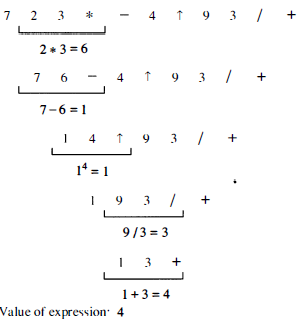 7 2 3 * − 4 ↑ 9 3 / +
2 * 3 = 6
7 6 − 4 ↑ 9 3 / +
7 − 6 = 1
1 4 ↑ 9 3 / +
1⁴ = 1
1 9 3 / +
9 / 3 = 3
1 3 +
1 + 3 = 4
Value of expression: 4